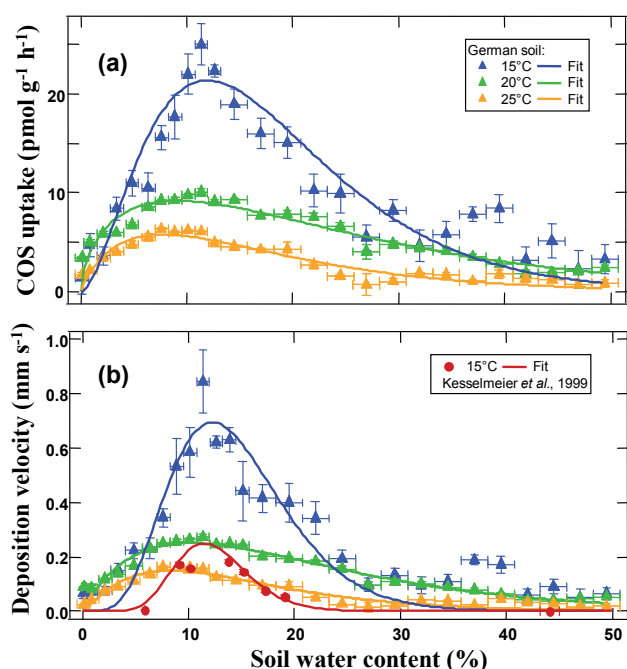 (a)
COS uptake (pmol g⁻¹ h⁻¹)
20
10
0
German soil:
15°C Fit
20°C Fit
25°C Fit
(b)
Deposition velocity (mm s⁻¹)
1.0
0.8
0.6
0.4
0.2
0.0
15°C Fit
Kesselmeier et al., 1999
0 10 20 30 40 50
Soil water content (%)